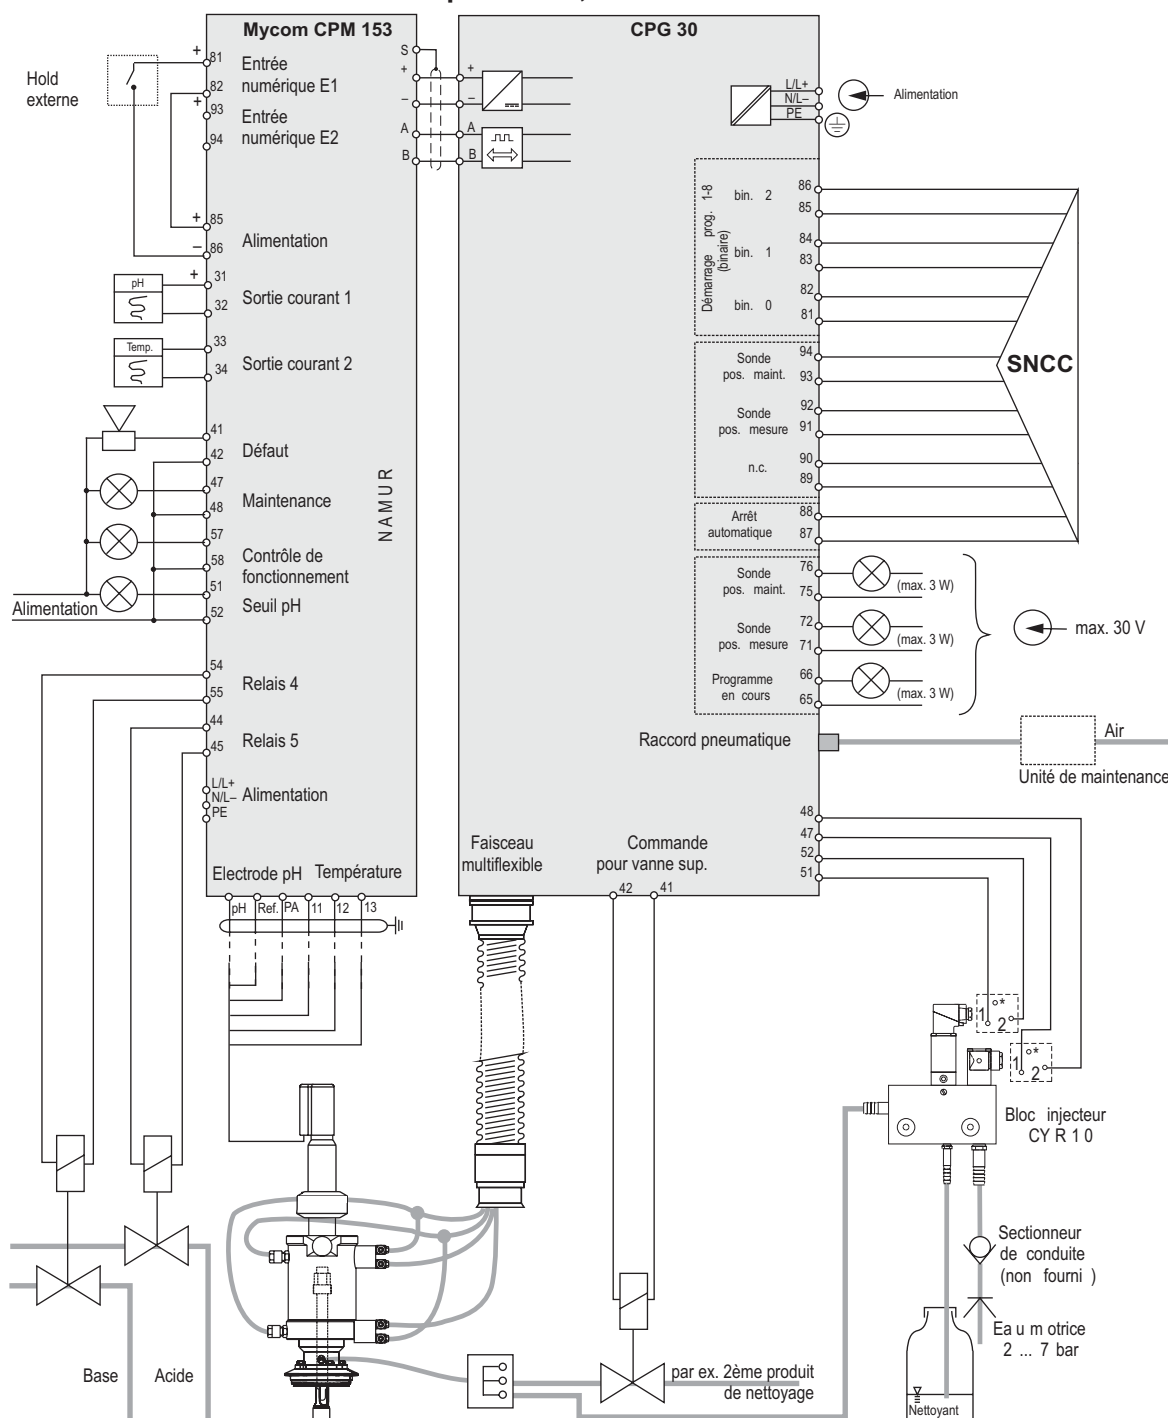 Mycom CPM 153
CPG 30
Hold
externe
+
81
82
+
93
94
Entrée
numérique E1
Entrée
numérique E2
+
85
–
86
Alimentation
S
+
–
A
B
+
–
A
B
L/L+
N/L–
PE
Alimentation
Démarrage prog. 1-8
(binaire)
bin. 2
bin. 1
bin. 0
86
85
84
83
82
81
pH
+
31
32
Sortie courant 1
Temp.
33
34
Sortie courant 2
Sonde
pos. maint.
94
93
Sonde
pos. mesure
92
91
n.c.
90
89
SNCC
Arrêt
automatique
88
87
41
42
Défaut
47
48
Maintenance
57
58
Contrôle de
fonctionnement
51
52
Seuil pH
Alimentation
NAMUR
Sonde
pos. maint.
76
75
(max. 3 W)
Sonde
pos. mesure
72
71
(max. 3 W)
Programme
en cours
66
65
(max. 3 W)
max. 30 V
54
55
Relais 4
44
45
Relais 5
L/L+
N/L–
PE
Alimentation
Raccord pneumatique
Air
Unité de maintenance
Electrode pH
Température
pH
Ref.
PA
11
12
13
Faisceau
multiflexible
Commande
pour vanne sup.
42
41
48
47
52
51
1
*
2
1
*
2
Bloc injecteur
CY R 1 0
Sectionneur
de conduite
(non fourni )
Ea u m otrice
2 ... 7 bar
Base
Acide
par ex. 2ème produit
de nettoyage
Nettoyant